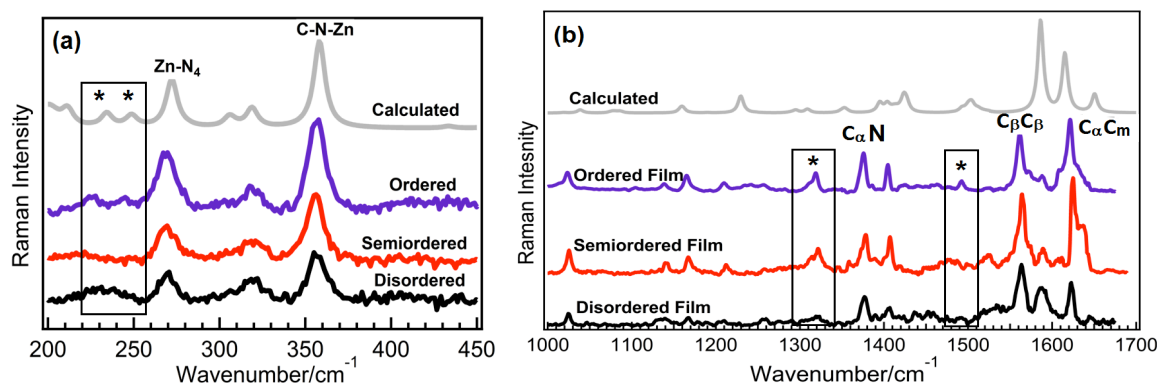 (a)
C-N-Zn
Zn-N4
* *
Calculated
Ordered
Semiordered
Disordered
Raman Intensity
200 250 300 350 400 450
Wavenumber/cm-1
(b)
Calculated
CβCβ
CαCm
CαN
* *
Ordered Film
Semiordered Film
Disordered Film
Raman Intesnity
1000 1100 1200 1300 1400 1500 1600 1700
Wavenumber/cm-1